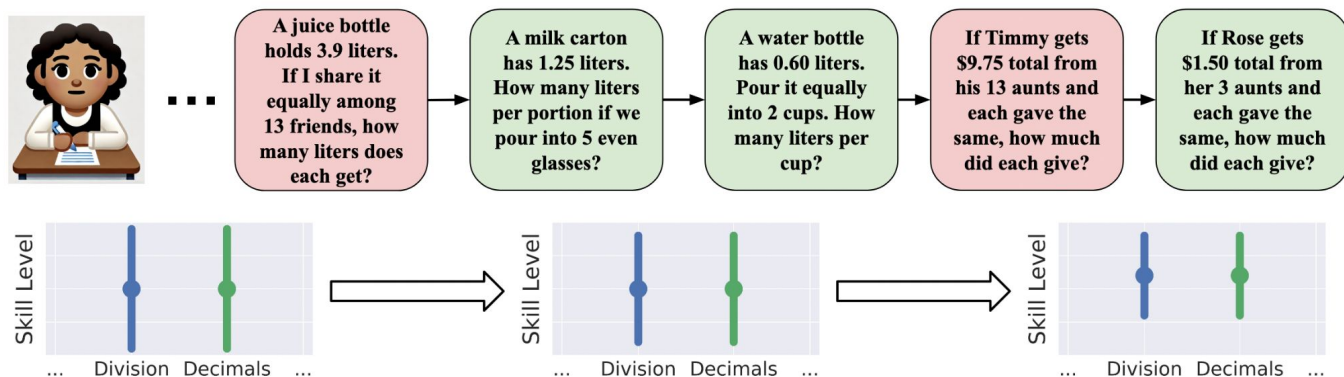 A juice bottle
holds 3.9 liters.
If I share it
equally among
13 friends, how
many liters does
each get?
A milk carton
has 1.25 liters.
How many liters
per portion if we
pour into 5 even
glasses?
A water bottle
has 0.60 liters.
Pour it equally
into 2 cups. How
many liters per
cup?
If Timmy gets
$9.75 total from
his 13 aunts and
each gave the
same, how much
did each give?
If Rose gets
$1.50 total from
her 3 aunts and
each gave the
same, how much
did each give?
...
Skill Level
... Division Decimals ...
Skill Level
... Division Decimals ...
Skill Level
... Division Decimals ...